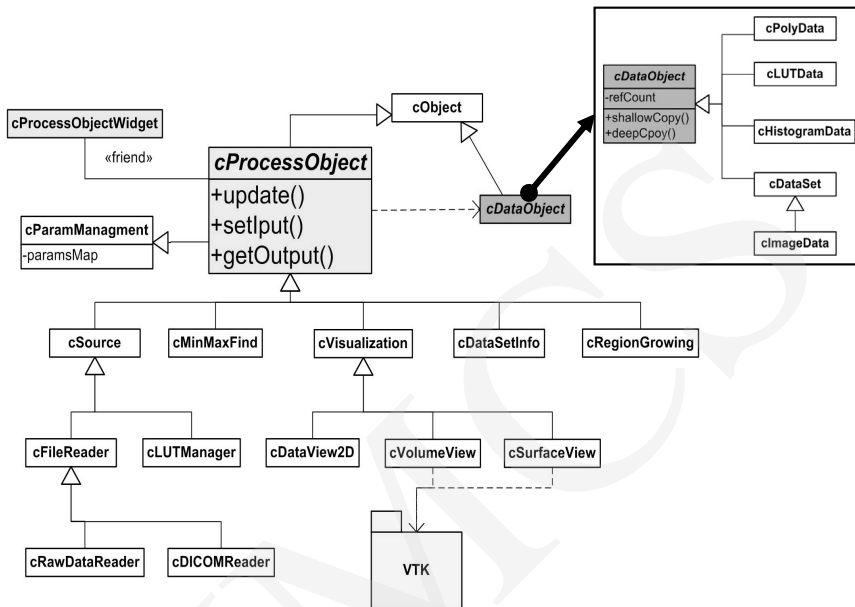 cPolyData
cObject
cDataObject
cLUTData
-refCount
cProcessObjectWidget
+shallowCopy()
+deepCpoy()
cHistogramData
«friend»
cProcessObject
+update()
cDataSet
cDataObject
+setIput()
cParamManagment
-paramsMap
+getOutput()
cImageData
cSource
cMinMaxFind
cVisualization
cDataSetInfo
cRegionGrowing
cFileReader
cLUTManager
cDataView2D
cVolumeView
cSurfaceView
cRawDataReader
cDICOMReader
VTK
MCS